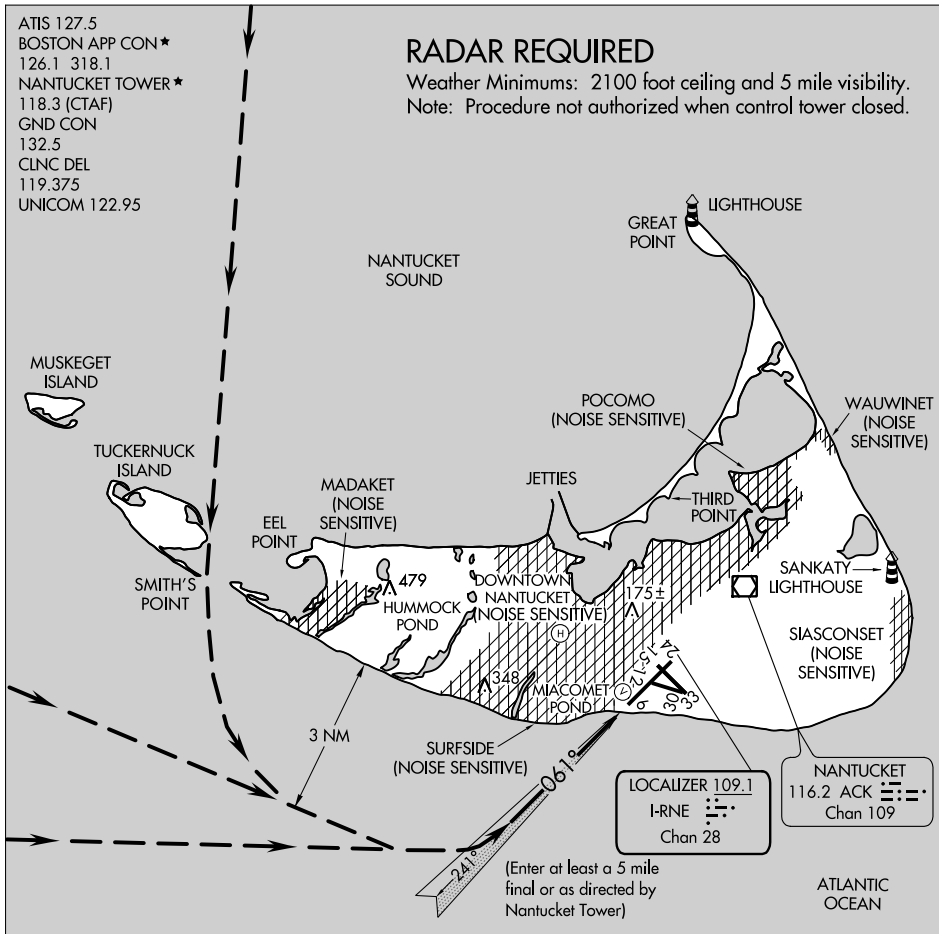 ATIS 127.5
BOSTON APP CON ★
126.1 318.1
NANTUCKET TOWER ★
118.3 (CTAF)
GND CON
132.5
CLNC DEL
119.375
UNICOM 122.95
RADAR REQUIRED
Weather Minimums: 2100 foot ceiling and 5 mile visibility.
Note: Procedure not authorized when control tower closed.
LIGHTHOUSE
GREAT
POINT
NANTUCKET
SOUND
MUSKEGET
ISLAND
POCOMO
(NOISE SENSITIVE)
WAUWINET
(NOISE
SENSITIVE)
TUCKERNUCK
ISLAND
MADAKET
(NOISE
SENSITIVE)
JETTIES
THIRD
POINT
EEL
POINT
SMITH'S
POINT
479
HUMMOCK
POND
DOWNTOWN
NANTUCKET
(NOISE SENSITIVE)
H
175±
SANKATY
LIGHTHOUSE
SIASCONSET
(NOISE
SENSITIVE)
348
MIACOMET
POND
V
24
15
12
6
30
33
3 NM
SURFSIDE
(NOISE SENSITIVE)
061°
241°
LOCALIZER 109.1
I-RNE
Chan 28
NANTUCKET
116.2 ACK
Chan 109
(Enter at least a 5 mile
final or as directed by
Nantucket Tower)
ATLANTIC
OCEAN